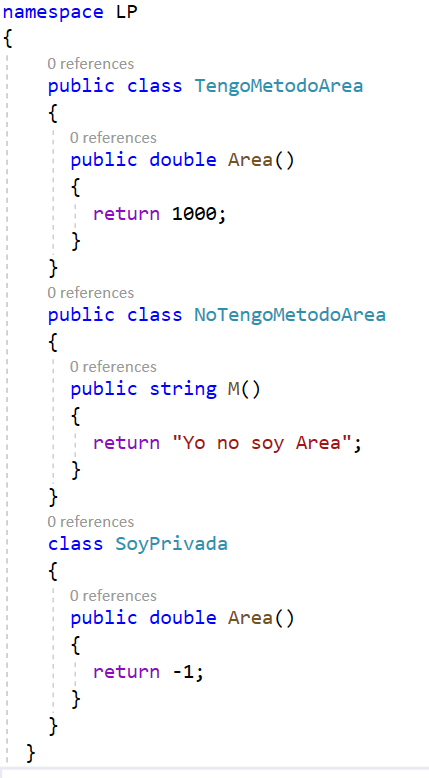 namespace LP
{
0 references
public class TengoMetodoArea
{
0 references
public double Area()
{
return 1000;
}
}
0 references
public class NoTengoMetodoArea
{
0 references
public string M()
{
return "Yo no soy Area";
}
}
0 references
class SoyPrivada
{
0 references
public double Area()
{
return -1;
}
}
}